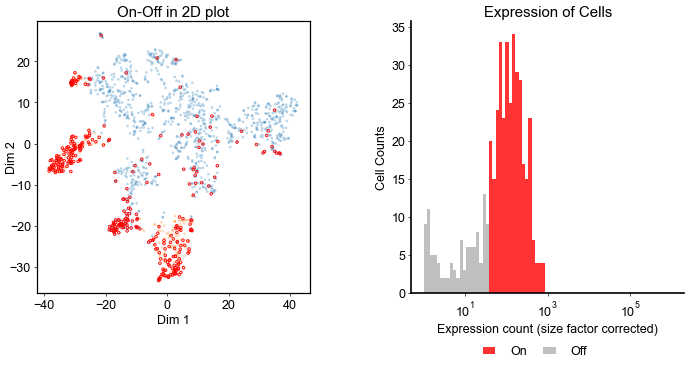 On-Off in 2D plot
Dim 2
20
10
0
−10
−20
−30
−40
−20
0
20
40
Dim 1
Expression of Cells
Cell Counts
35
30
25
20
15
10
5
0
10^1
10^3
10^5
Expression count (size factor corrected)
On
Off